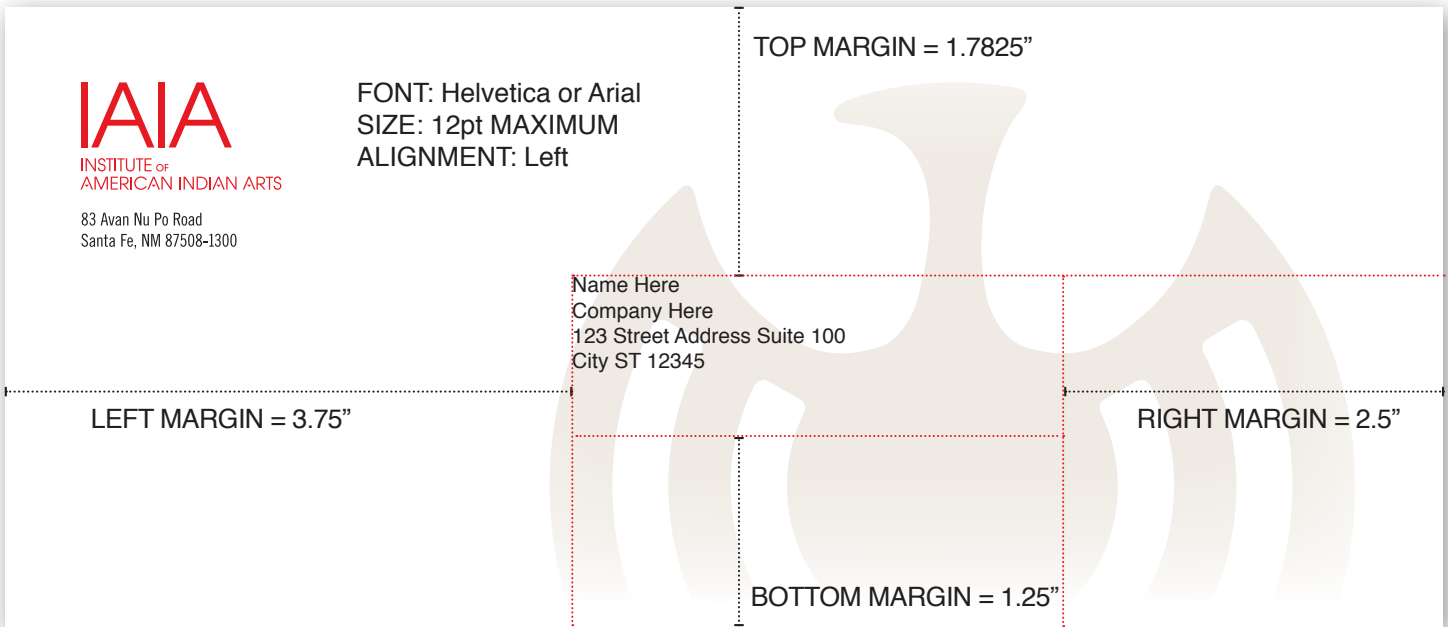 IAIA
INSTITUTE OF
AMERICAN INDIAN ARTS
83 Avan Nu Po Road
Santa Fe, NM 87508-1300
FONT: Helvetica or Arial
SIZE: 12pt MAXIMUM
ALIGNMENT: Left
TOP MARGIN = 1.7825”
Name Here
Company Here
123 Street Address Suite 100
City ST 12345
LEFT MARGIN = 3.75”
RIGHT MARGIN = 2.5”
BOTTOM MARGIN = 1.25”